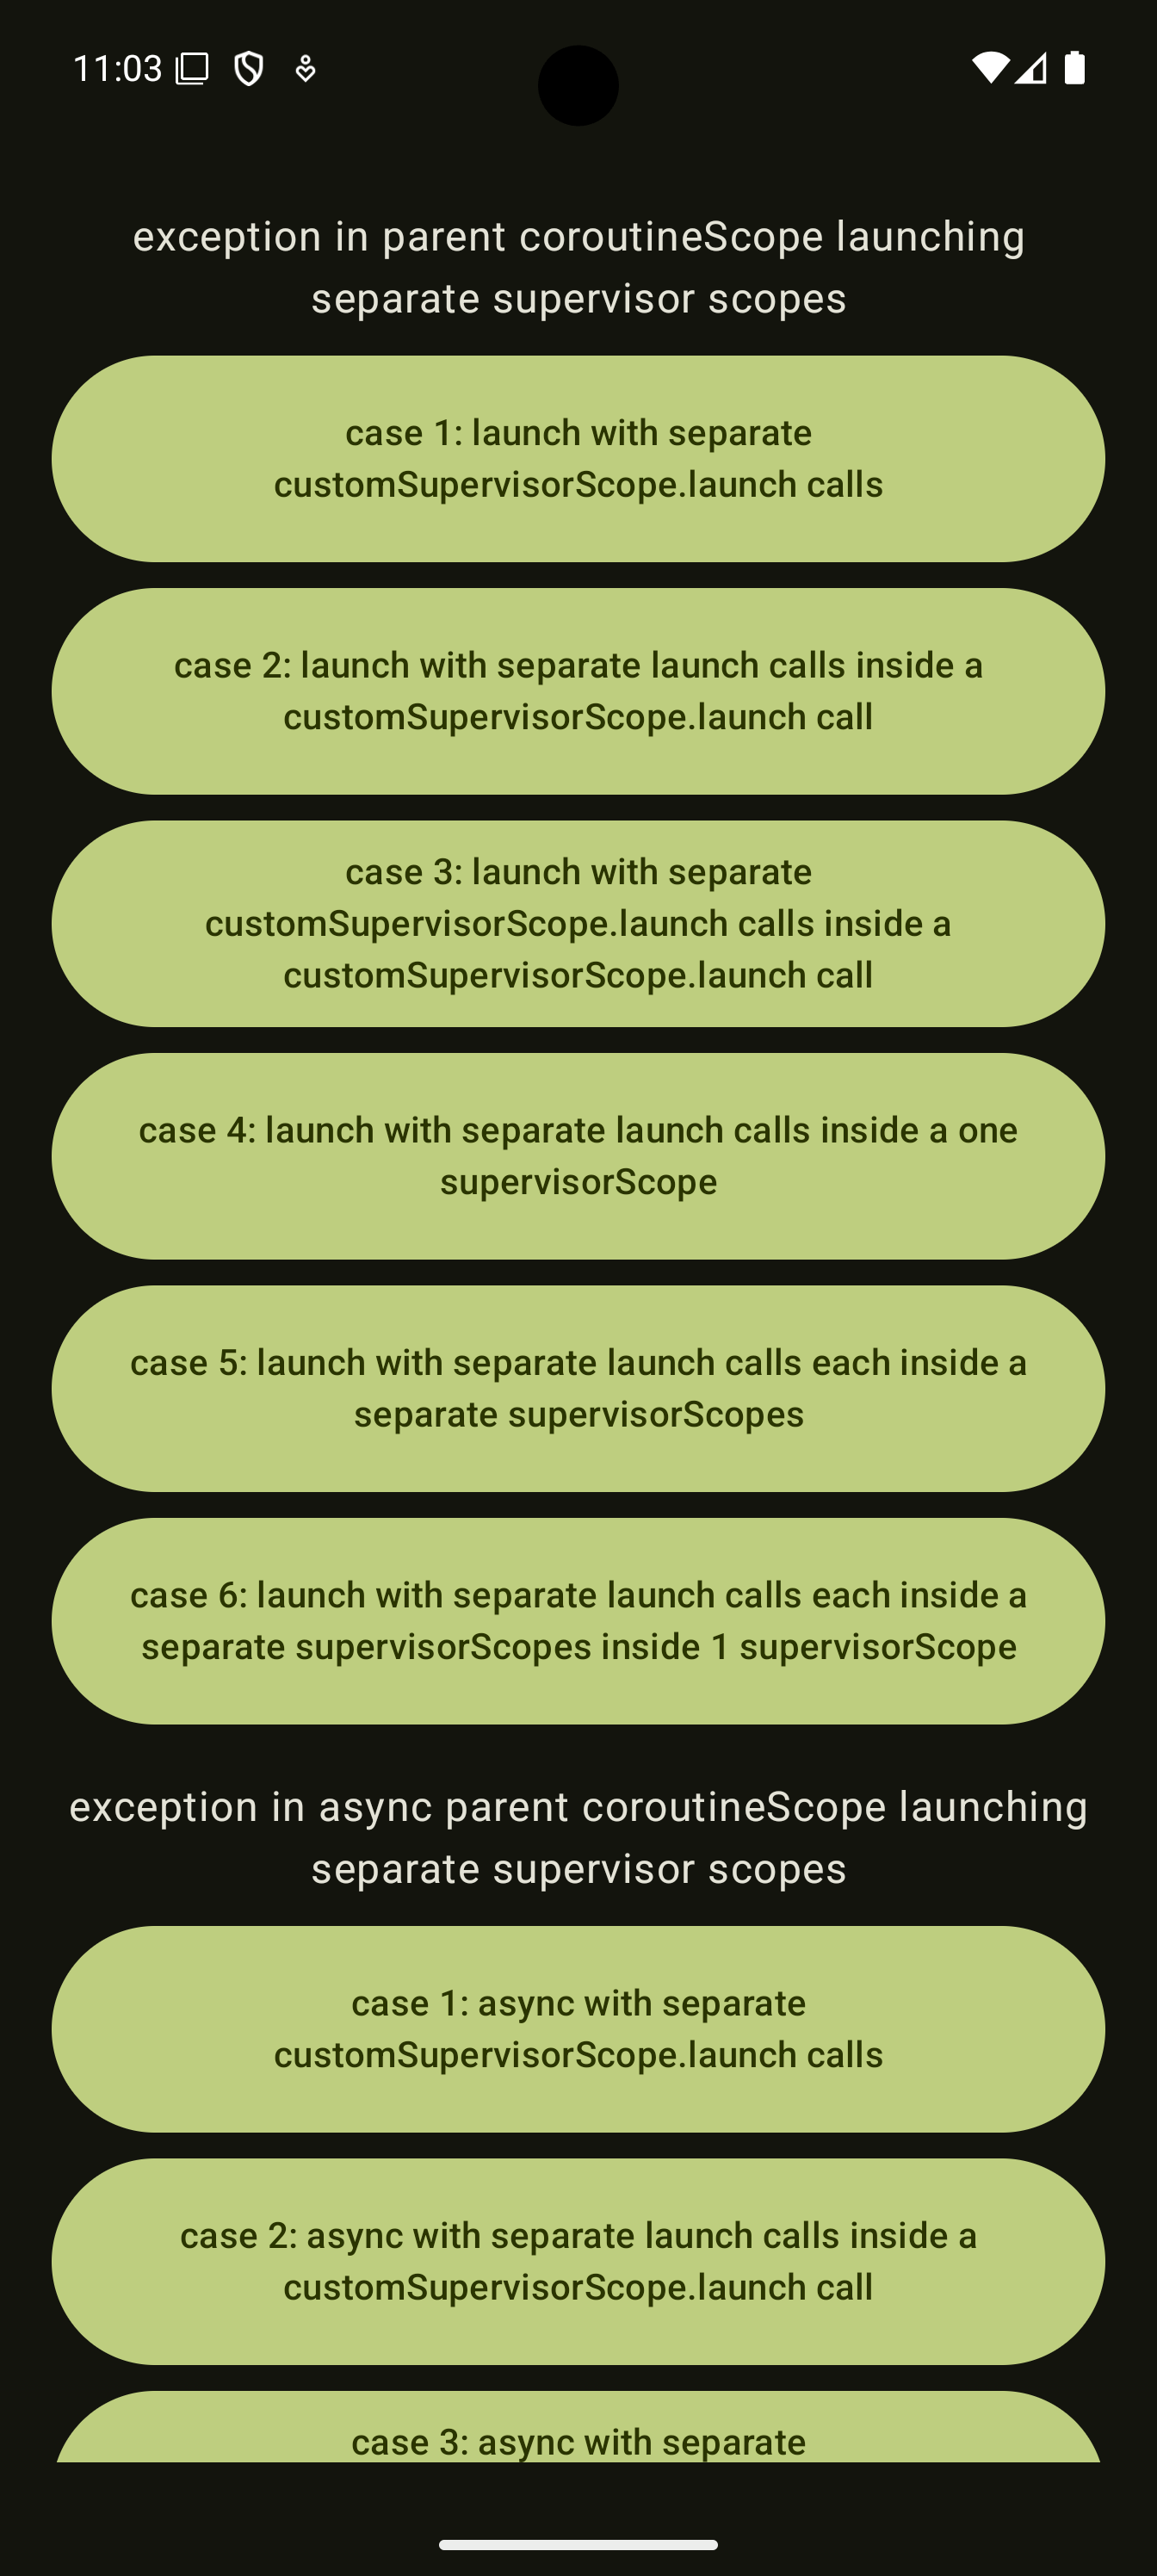 11:03
exception in parent coroutineScope launching
separate supervisor scopes
case 1: launch with separate
customSupervisorScope.launch calls
case 2: launch with separate launch calls inside a
customSupervisorScope.launch call
case 3: launch with separate
customSupervisorScope.launch calls inside a
customSupervisorScope.launch call
case 4: launch with separate launch calls inside a one
supervisorScope
case 5: launch with separate launch calls each inside a
separate supervisorScopes
case 6: launch with separate launch calls each inside a
separate supervisorScopes inside 1 supervisorScope
exception in async parent coroutineScope launching
separate supervisor scopes
case 1: async with separate
customSupervisorScope.launch calls
case 2: async with separate launch calls inside a
customSupervisorScope.launch call
case 3: async with separate